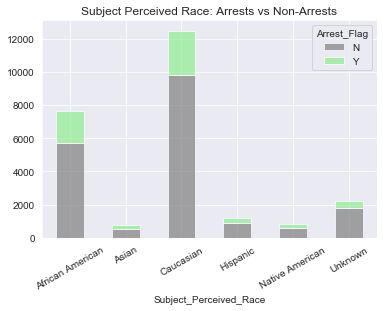 Subject Perceived Race: Arrests vs Non-Arrests
Arrest_Flag
N
Y
12000
10000
8000
6000
4000
2000
0
African American
Asian
Caucasian
Hispanic
Native American
Unknown
Subject_Perceived_Race